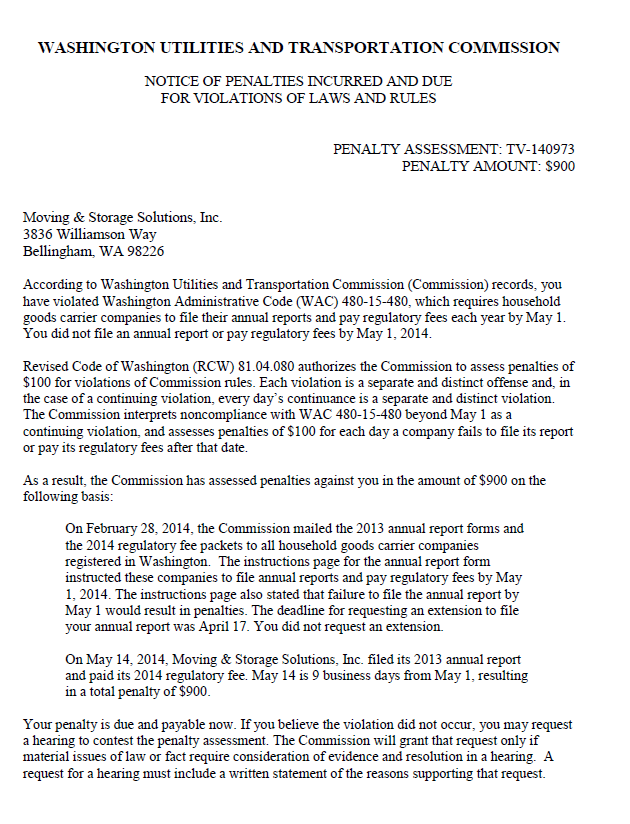 WASHINGTON UTILITIES AND TRANSPORTATION COMMISSION
NOTICE OF PENALTIES INCURRED AND DUE
FOR VIOLATIONS OF LAWS AND RULES
PENALTY ASSESSMENT: TV-140973
PENALTY AMOUNT: $900
Moving & Storage Solutions, Inc.
3836 Williamson Way
Bellingham, WA 98226
According to Washington Utilities and Transportation Commission (Commission) records, you
have violated Washington Administrative Code (WAC) 480-15-480, which requires household
goods carrier companies to file their annual reports and pay regulatory fees each year by May 1.
You did not file an annual report or pay regulatory fees by May 1, 2014.
Revised Code of Washington (RCW) 81.04.080 authorizes the Commission to assess penalties of
$100 for violations of Commission rules. Each violation is a separate and distinct offense and, in
the case of a continuing violation, every day's continuance is a separate and distinct violation.
The Commission interprets noncompliance with WAC 480-15-480 beyond May 1 as a
continuing violation, and assesses penalties of $100 for each day a company fails to file its report
or pay its regulatory fees after that date.
As a result, the Commission has assessed penalties against you in the amount of $900 on the
following basis:
On February 28, 2014, the Commission mailed the 2013 annual report forms and
the 2014 regulatory fee packets to all household goods carrier companies
registered in Washington. The instructions page for the annual report form
instructed these companies to file annual reports and pay regulatory fees by May
1, 2014. The instructions page also stated that failure to file the annual report by
May 1 would result in penalties. The deadline for requesting an extension to file
your annual report was April 17. You did not request an extension.
On May 14, 2014, Moving & Storage Solutions, Inc. filed its 2013 annual report
and paid its 2014 regulatory fee. May 14 is 9 business days from May 1, resulting
in a total penalty of $900.
Your penalty is due and payable now. If you believe the violation did not occur, you may request
a hearing to contest the penalty assessment. The Commission will grant that request only if
material issues of law or fact require consideration of evidence and resolution in a hearing. A
request for a hearing must include a written statement of the reasons supporting that request.